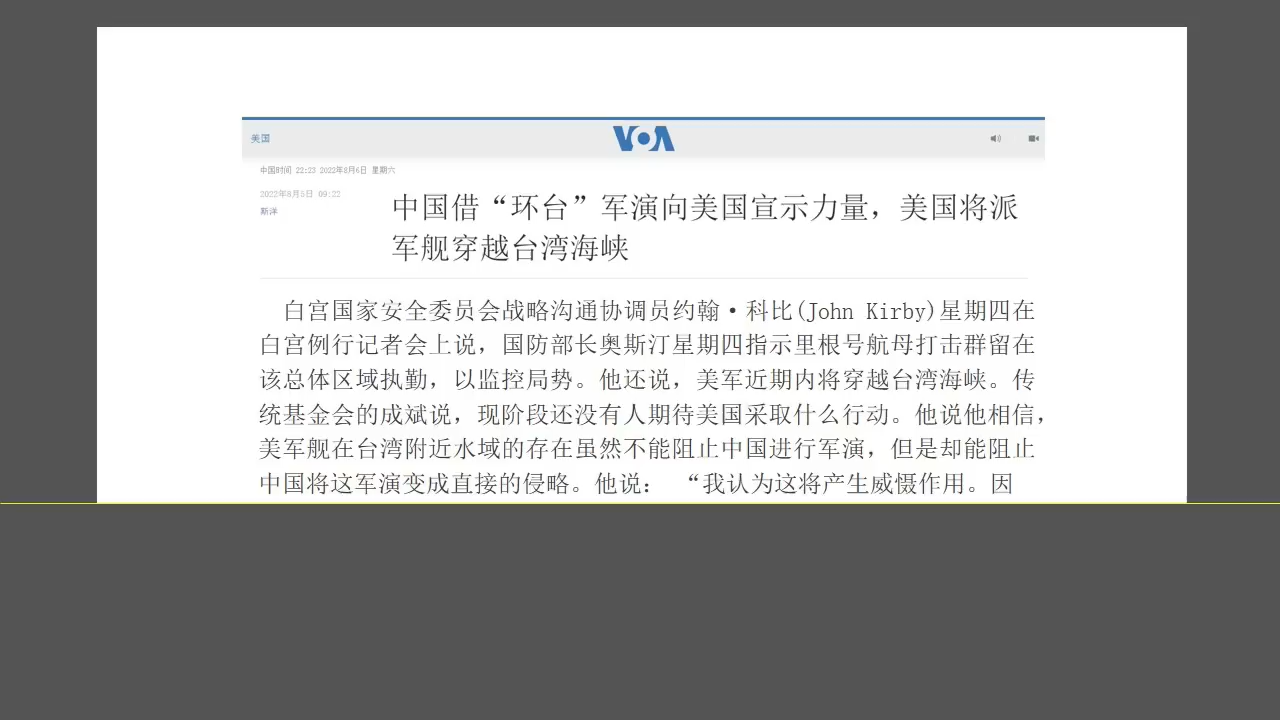 美国
VOA
中国时间 22:23 2022年8月6日 星期六
2022年8月5日 09:22
斯洋
中国借“环台”军演向美国宣示力量，美国将派
军舰穿越台湾海峡
白宫国家安全委员会战略沟通协调员约翰·科比(John Kirby)星期四在
白宫例行记者会上说，国防部长奥斯汀星期四指示里根号航母打击群留在
该总体区域执勤，以监控局势。他还说，美军近期内将穿越台湾海峡。传
统基金会的成斌说，现阶段还没有人期待美国采取什么行动。他说他相信，
美军舰在台湾附近水域的存在虽然不能阻止中国进行军演，但是却能阻止
中国将这军演变成直接的侵略。他说： “我认为这将产生威慑作用。因